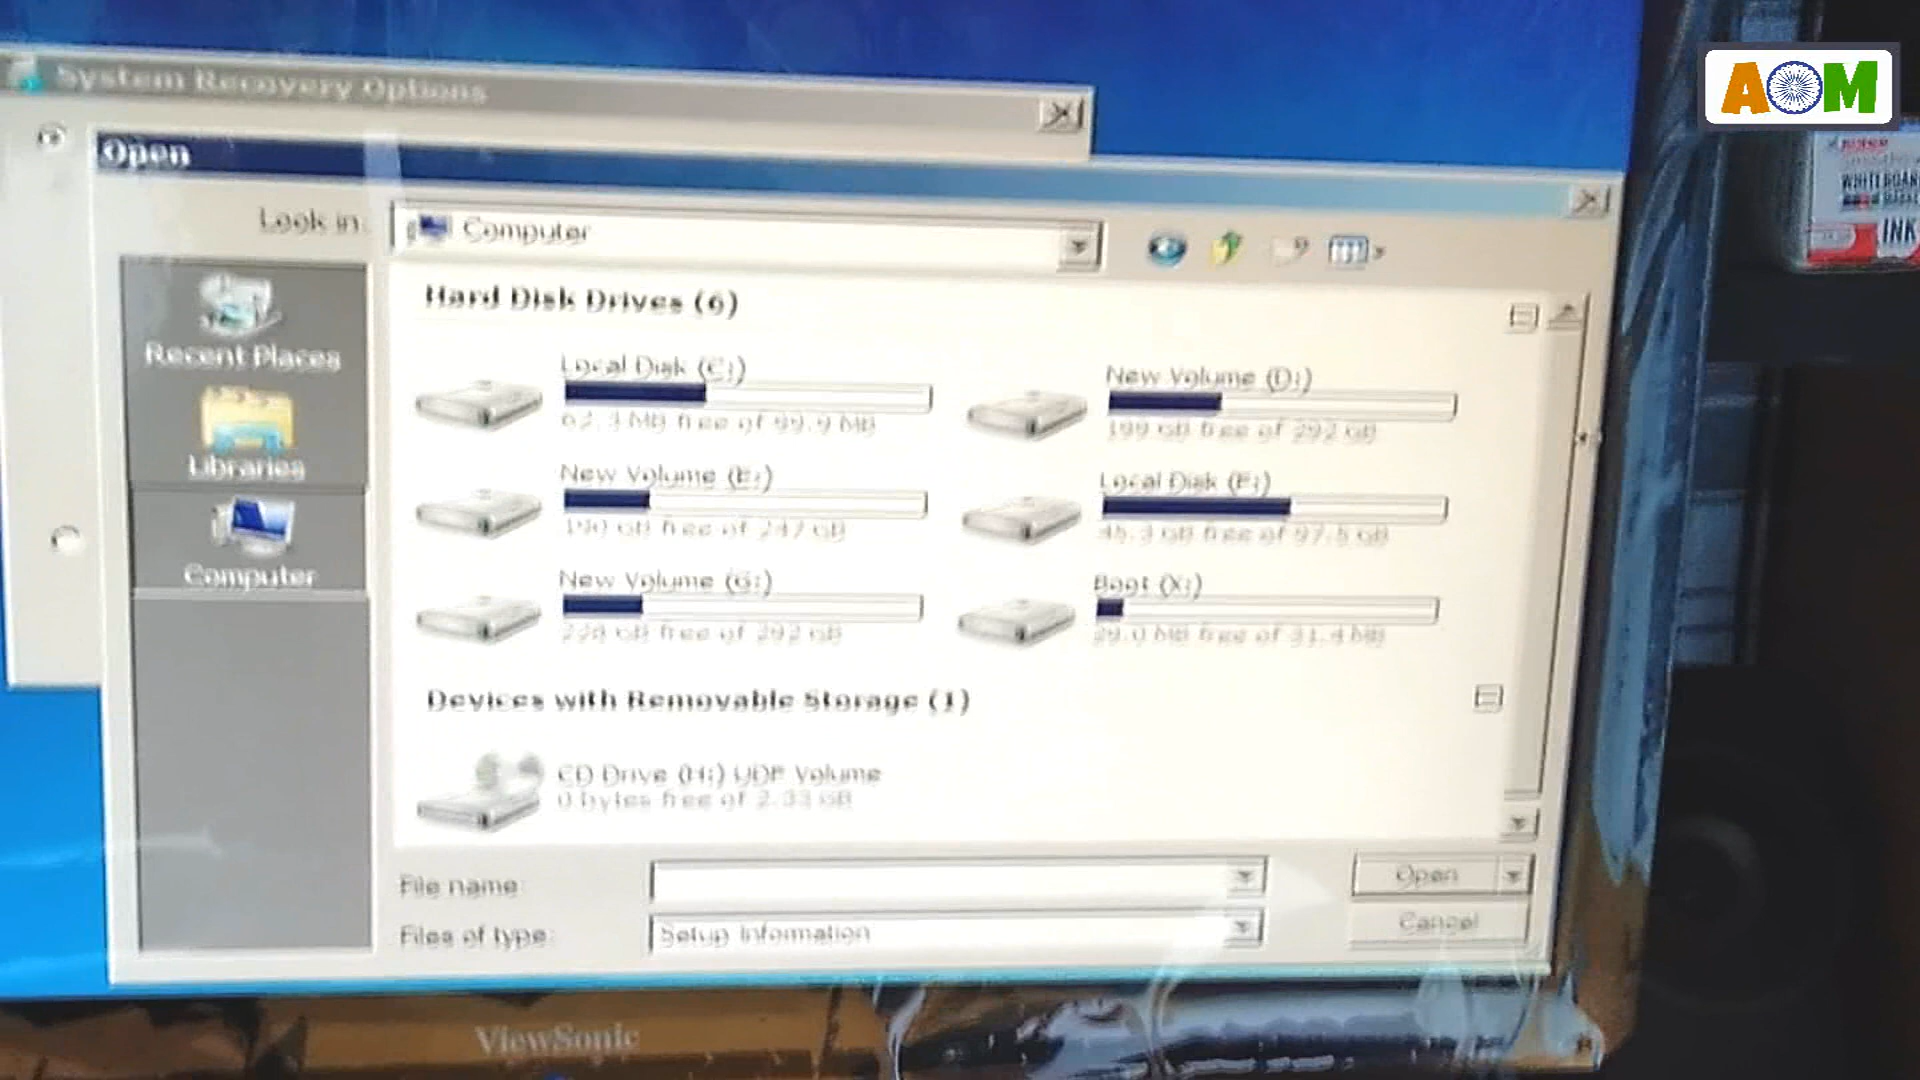 System Recovery Options
AOM
Open
Look in:
Computer
WHITEBOARD
INK
Hard Disk Drives (6)
Recent Places
Local Disk (C:)
62.3 MB free of 99.9 MB
New Volume (D:)
199 GB free of 292 GB
Libraries
New Volume (E:)
190 GB free of 247 GB
Local Disk (F:)
45.3 GB free of 97.5 GB
Computer
New Volume (G:)
228 GB free of 292 GB
Boot (X:)
29.0 MB free of 31.4 MB
Devices with Removable Storage (1)
CD Drive (H:) UDF Volume
0 bytes free of 2.33 GB
File name:
Open
Files of type:
Setup Information
Cancel
ViewSonic